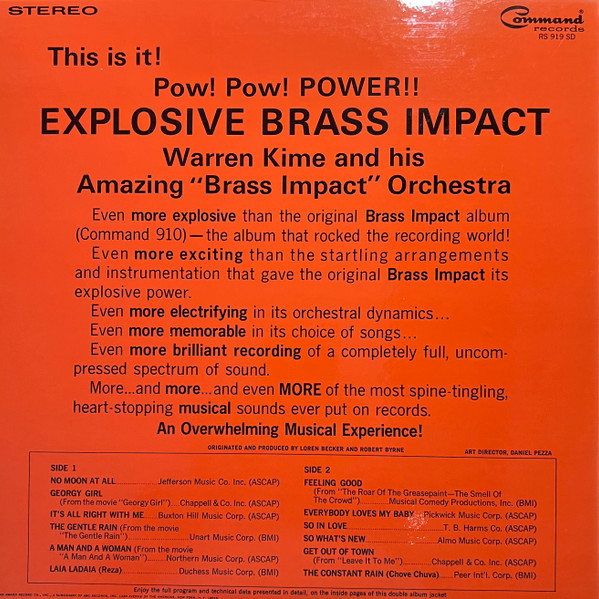 STEREO
Command
records
RS 919 SD
This is it!
Pow! Pow! POWER!!
EXPLOSIVE BRASS IMPACT
Warren Kime and his
Amazing "Brass Impact" Orchestra
Even more explosive than the original Brass Impact album
(Command 910)—the album that rocked the recording world!
Even more exciting than the startling arrangements
and instrumentation that gave the original Brass Impact its
explosive power.
Even more electrifying in its orchestral dynamics...
Even more memorable in its choice of songs...
Even more brilliant recording of a completely full, uncom-
pressed spectrum of sound.
More...and more...and even MORE of the most spine-tingling,
heart-stopping musical sounds ever put on records.
An Overwhelming Musical Experience!
ORIGINATED AND PRODUCED BY LOREN BECKER AND ROBERT BYRNE
ART DIRECTOR, DANIEL PEZZA
SIDE 1
NO MOON AT ALL Jefferson Music Co. Inc. (ASCAP)
GEORGY GIRL
(From the movie "Georgy Girl") Chappell & Co. Inc. (ASCAP)
IT'S ALL RIGHT WITH ME Buxton Hill Music Corp. (ASCAP)
THE GENTLE RAIN (From the movie
"The Gentle Rain") Unart Music Corp. (BMI)
A MAN AND A WOMAN (From the movie
"A Man And A Woman") Northern Music Corp. (ASCAP)
LAIA LADAIA (Reza) Duchess Music Corp. (BMI)
SIDE 2
FEELING GOOD
(From "The Roar Of The Greasepaint—The Smell Of
The Crowd") Musical Comedy Productions, Inc. (BMI)
EVERYBODY LOVES MY BABY Pickwick Music Corp. (ASCAP)
SO IN LOVE T. B. Harms Co. (ASCAP)
SO WHAT'S NEW Almo Music Corp. (ASCAP)
GET OUT OF TOWN
(From "Leave It To Me") Chappell & Co. Inc. (ASCAP)
THE CONSTANT RAIN (Chove Chuva) Peer Int'l. Corp. (BMI)
Enjoy the full program and technical data presented in detail, on the inside pages of this double album jacket